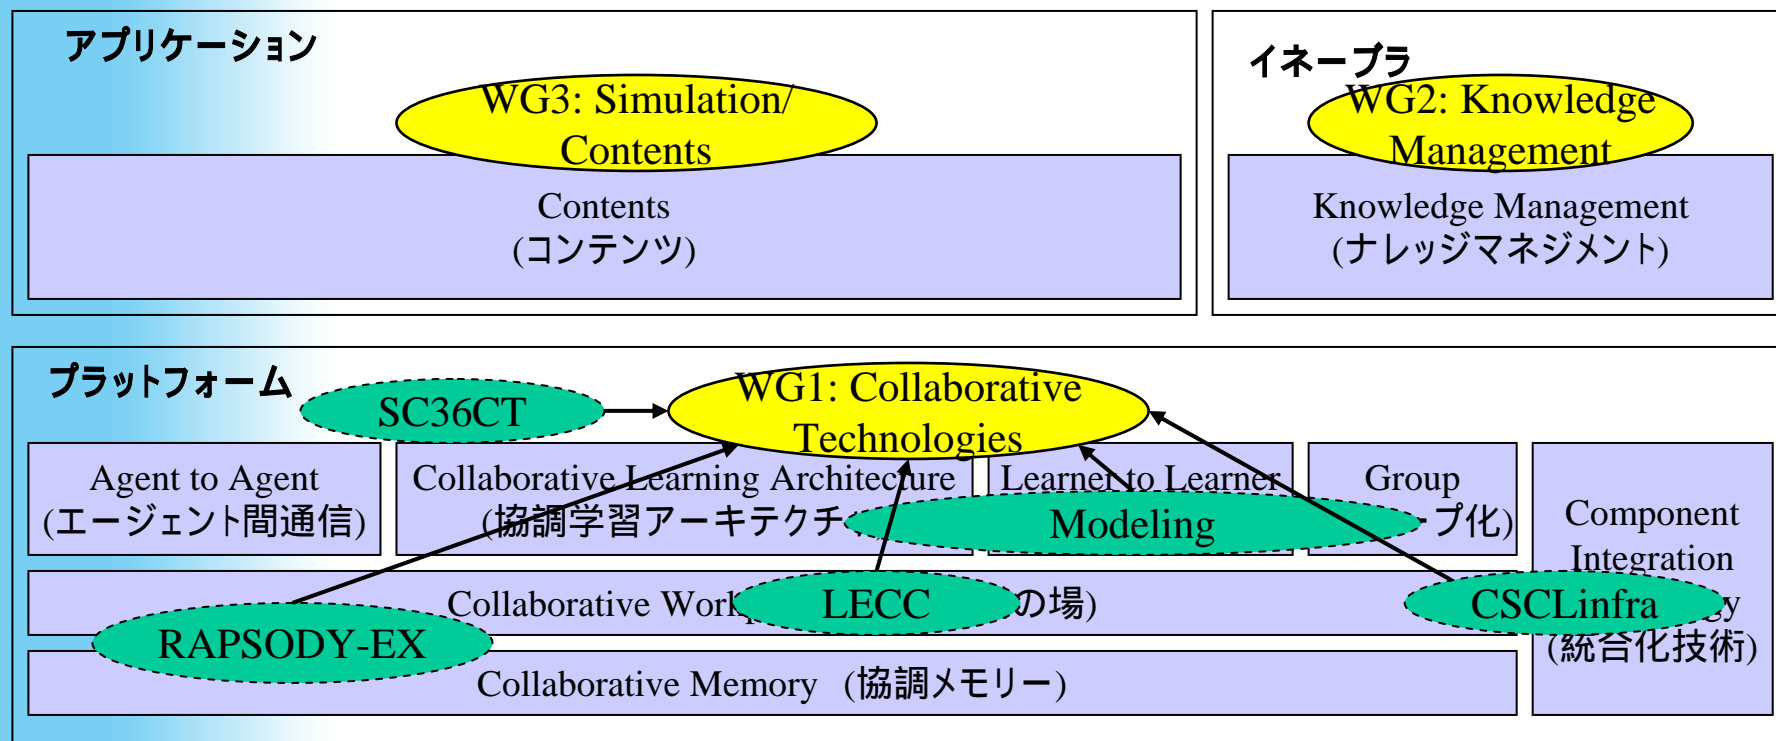 アプリケーション
WG3: Simulation/
Contents
Contents
(コンテンツ)
イネーブラ
WG2: Knowledge
Management
Knowledge Management
(ナレッジマネジメント)
プラットフォーム
SC36CT
WG1: Collaborative
Technologies
Agent to Agent
(エージェント間通信)
Collaborative Learning Architecture
(協調学習アーキテクチ
Learner to Learner
Group
プ化)
Modeling
Component
Integration
(統合化技術)
Collaborative
の場)
LECC
CSCLinfra
RAPSODY-EX
Collaborative Memory (協調メモリー)